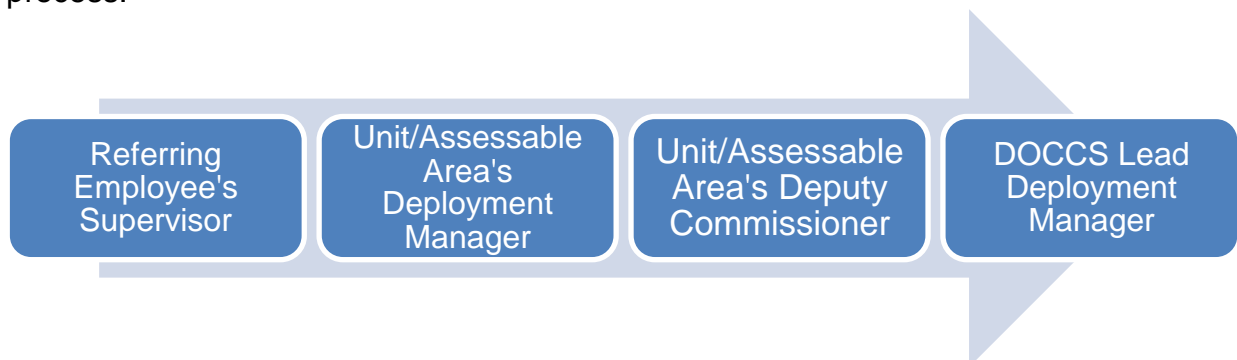 process.
Referring
Employee's
Supervisor
Unit/Assessable
Area's
Deployment
Manager
Unit/Assessable
Area's Deputy
Commissioner
DOCCS Lead
Deployment
Manager